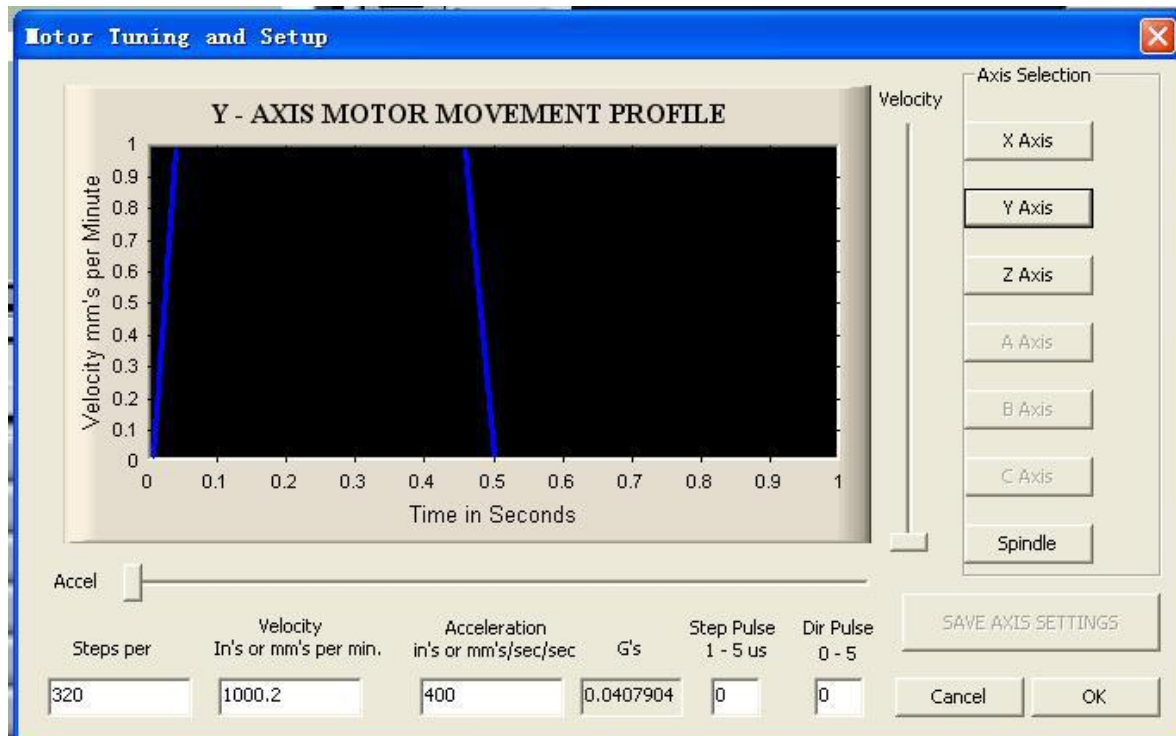 Motor Tuning and Setup
Y - AXIS MOTOR MOVEMENT PROFILE
Velocity mm's per Minute
1
0.9
0.8
0.7
0.6
0.5
0.4
0.3
0.2
0.1
0
0 0.1 0.2 0.3 0.4 0.5 0.6 0.7 0.8 0.9 1
Time in Seconds
Velocity
Axis Selection
X Axis
Y Axis
Z Axis
A Axis
B Axis
C Axis
Spindle
Accel
Steps per
Velocity
In's or mm's per min.
Acceleration
in's or mm's/sec/sec
G's
Step Pulse
1 - 5 us
Dir Pulse
0 - 5
320
1000.2
400
0.0407904
0
0
SAVE AXIS SETTINGS
Cancel
OK